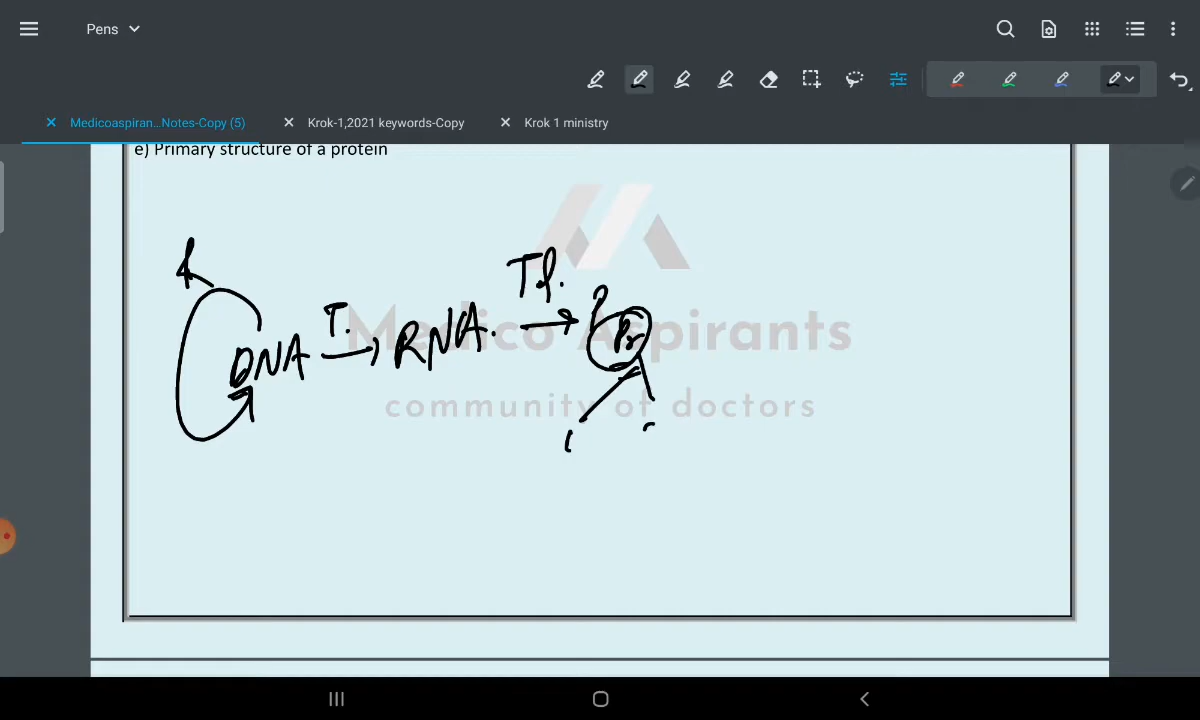 Pens
Medicoaspiran...Notes-Copy (5)
Krok-1,2021 keywords-Copy
Krok 1 ministry
e) Primary structure of a protein
DNA T. RNA. Tl. Pr
Medico Aspirants
community of doctors